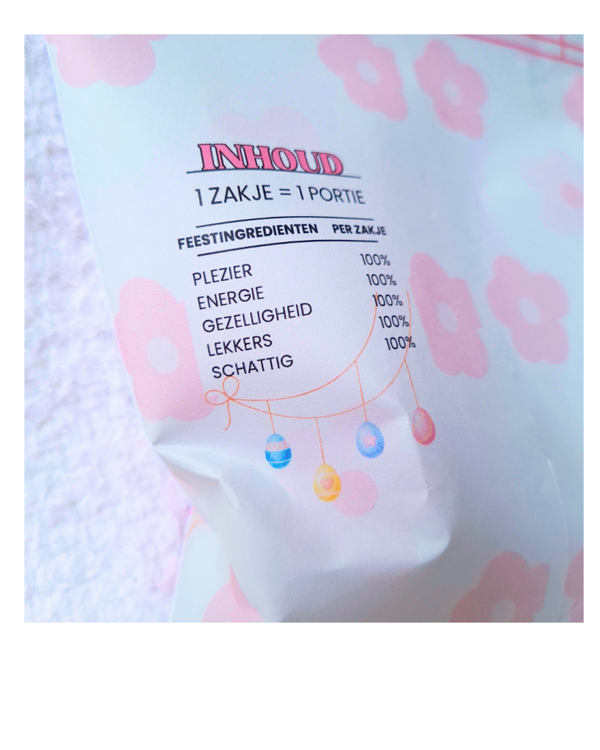 INHOUD
1 ZAKJE = 1 PORTIE
FEESTINGREDIENTEN PER ZAKJE
PLEZIER 100%
ENERGIE 100%
GEZELLIGHEID 100%
LEKKERS 100%
SCHATTIG 100%